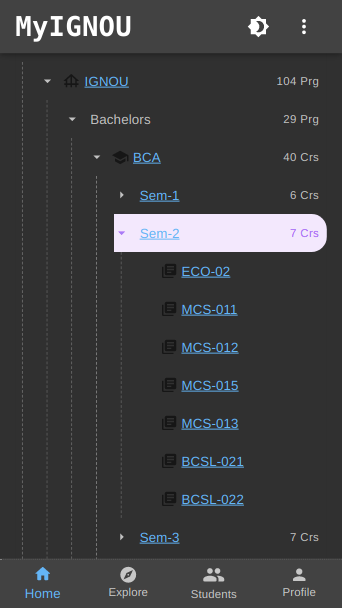 MyIGNOU
IGNOU 104 Prg
Bachelors 29 Prg
BCA 40 Crs
Sem-1 6 Crs
Sem-2 7 Crs
ECO-02
MCS-011
MCS-012
MCS-015
MCS-013
BCSL-021
BCSL-022
Sem-3 7 Crs
Home Explore Students Profile